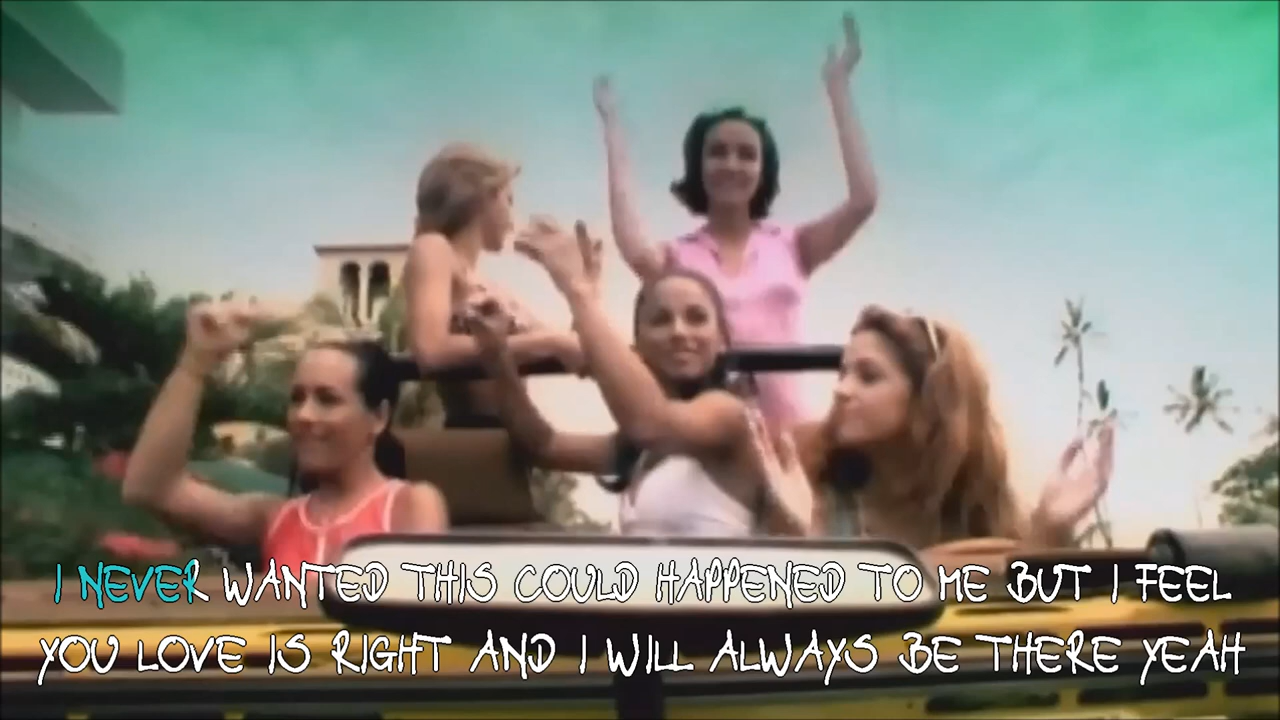 I NEVER WANTED THIS COULD HAPPENED TO ME BUT I FEEL
YOU LOVE IS RIGHT AND I WILL ALWAYS BE THERE YEAH